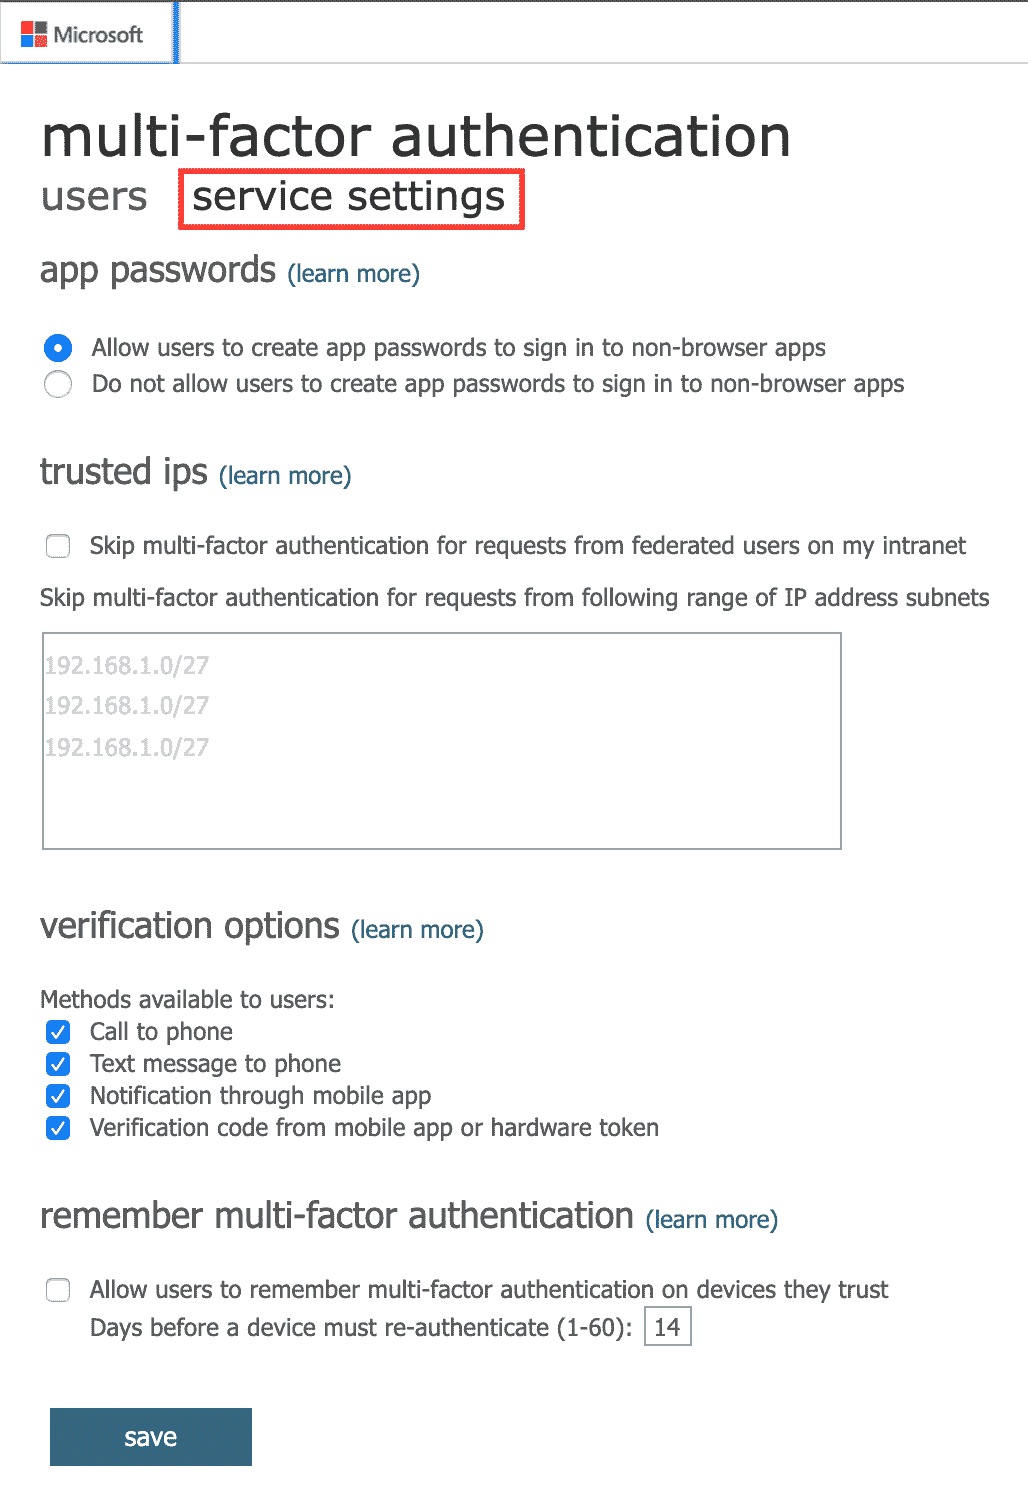 Microsoft
multi-factor authentication
users service settings
app passwords (learn more)
Allow users to create app passwords to sign in to non-browser apps
Do not allow users to create app passwords to sign in to non-browser apps
trusted ips (learn more)
Skip multi-factor authentication for requests from federated users on my intranet
Skip multi-factor authentication for requests from following range of IP address subnets
192.168.1.0/27
192.168.1.0/27
192.168.1.0/27
verification options (learn more)
Methods available to users:
Call to phone
Text message to phone
Notification through mobile app
Verification code from mobile app or hardware token
remember multi-factor authentication (learn more)
Allow users to remember multi-factor authentication on devices they trust
Days before a device must re-authenticate (1-60): 14
save